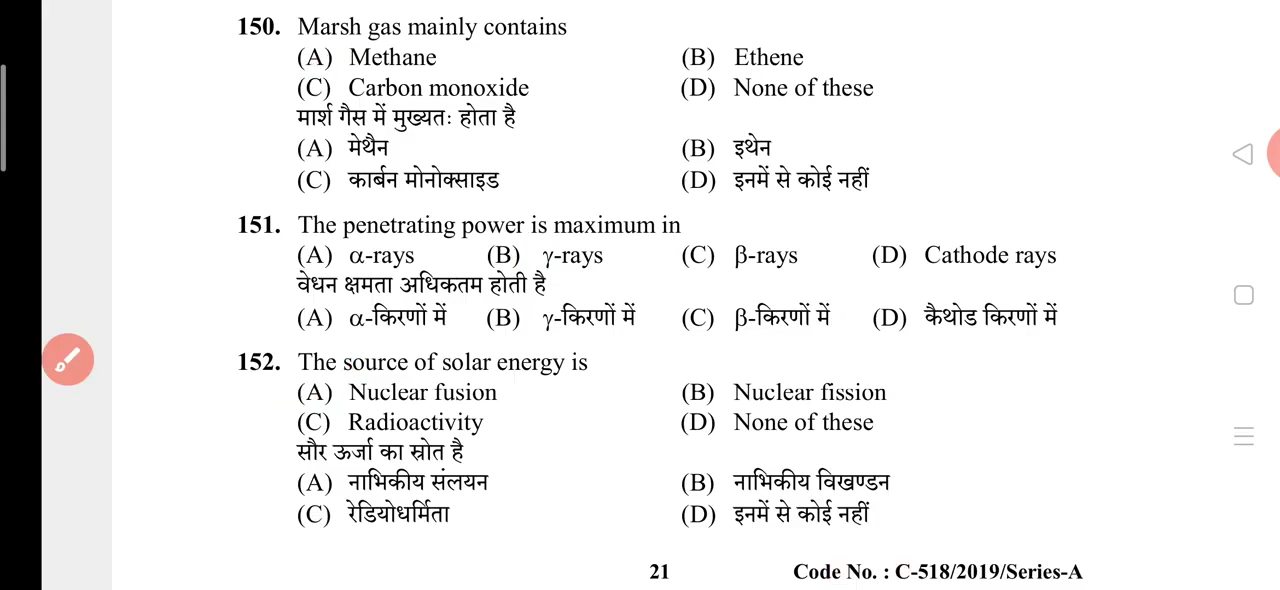 150. Marsh gas mainly contains
(A) Methane (B) Ethene
(C) Carbon monoxide (D) None of these
मार्श गैस में मुख्यतः होता है
(A) मेथैन (B) इथेन
(C) कार्बन मोनोक्साइड (D) इनमें से कोई नहीं
151. The penetrating power is maximum in
(A) α-rays (B) γ-rays (C) β-rays (D) Cathode rays
वेधन क्षमता अधिकतम होती है
(A) α-किरणों में (B) γ-किरणों में (C) β-किरणों में (D) कैथोड किरणों में
152. The source of solar energy is
(A) Nuclear fusion (B) Nuclear fission
(C) Radioactivity (D) None of these
सौर ऊर्जा का स्रोत है
(A) नाभिकीय संलयन (B) नाभिकीय विखण्डन
(C) रेडियोधर्मिता (D) इनमें से कोई नहीं
21 Code No. : C-518/2019/Series-A